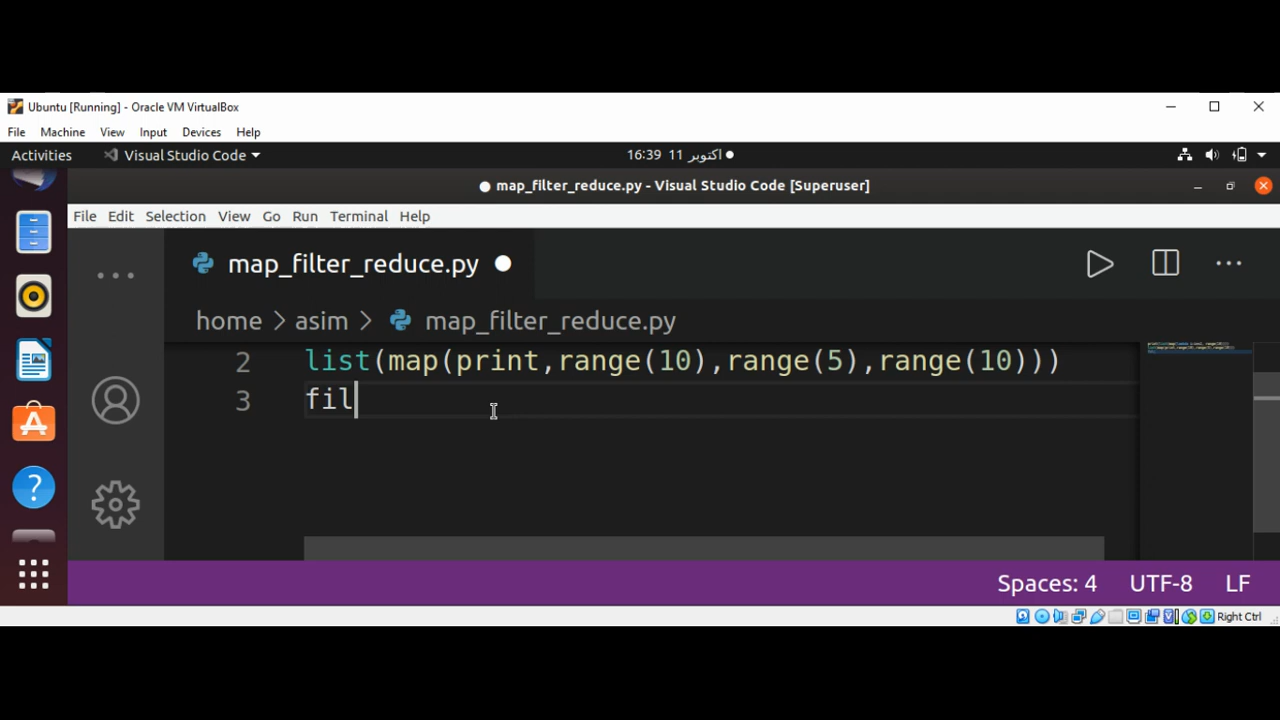 Ubuntu [Running] - Oracle VM VirtualBox
File Machine View Input Devices Help
Activities Visual Studio Code 16:39 11 اکتوبر
map_filter_reduce.py - Visual Studio Code [Superuser]
File Edit Selection View Go Run Terminal Help
map_filter_reduce.py
home > asim > map_filter_reduce.py
2 list(map(print,range(10),range(5),range(10)))
3 fil
Spaces: 4 UTF-8 LF
Right Ctrl